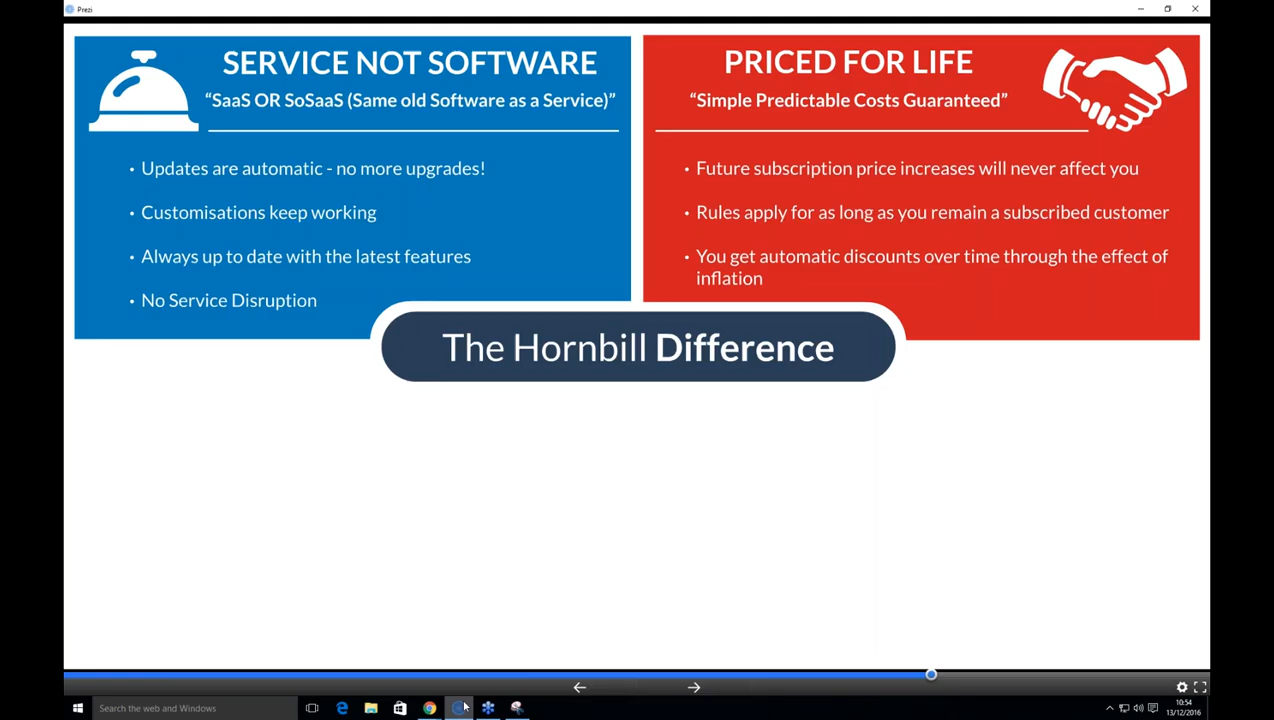 Prezi
SERVICE NOT SOFTWARE
“SaaS OR SoSaaS (Same old Software as a Service)”
• Updates are automatic - no more upgrades!
• Customisations keep working
• Always up to date with the latest features
• No Service Disruption
PRICED FOR LIFE
“Simple Predictable Costs Guaranteed”
• Future subscription price increases will never affect you
• Rules apply for as long as you remain a subscribed customer
• You get automatic discounts over time through the effect of
inflation
The Hornbill Difference
Search the web and Windows
10:54
13/12/2016